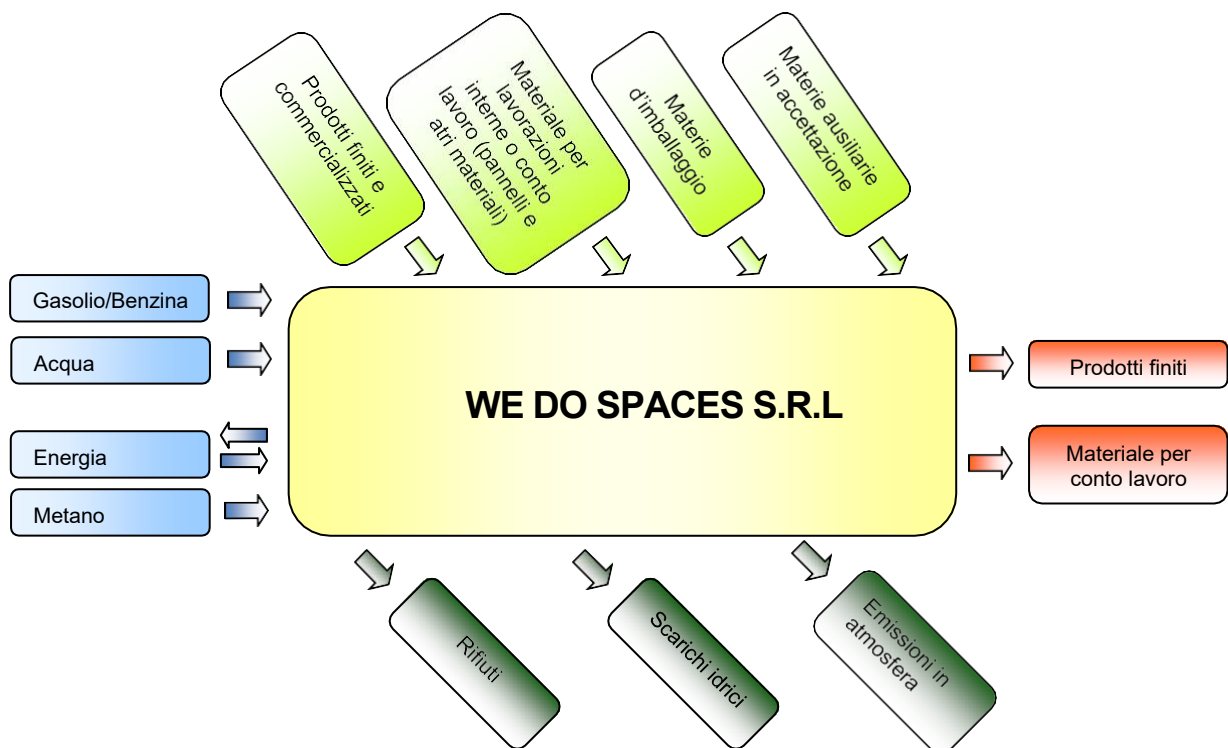 Prodotti finiti e
commercializzati
Materiale per
lavorazioni
interne o conto
lavoro (pannelli e
atri materiali)
Materie
d'imballaggio
Materie ausiliarie
in accettazione
Gasolio/Benzina
Acqua
Energia
Metano
WE DO SPACES S.R.L
Prodotti finiti
Materiale per
conto lavoro
Rifiuti
Scarichi idrici
Emissioni in
atmosfera